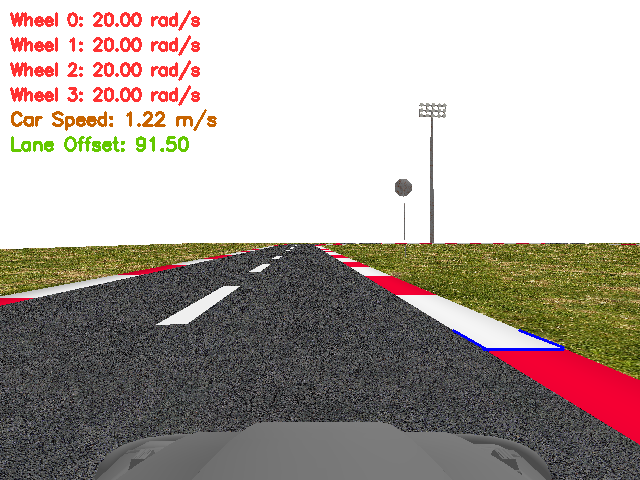 Wheel 0: 20.00 rad/s
Wheel 1: 20.00 rad/s
Wheel 2: 20.00 rad/s
Wheel 3: 20.00 rad/s
Car Speed: 1.22 m/s
Lane Offset: 91.50